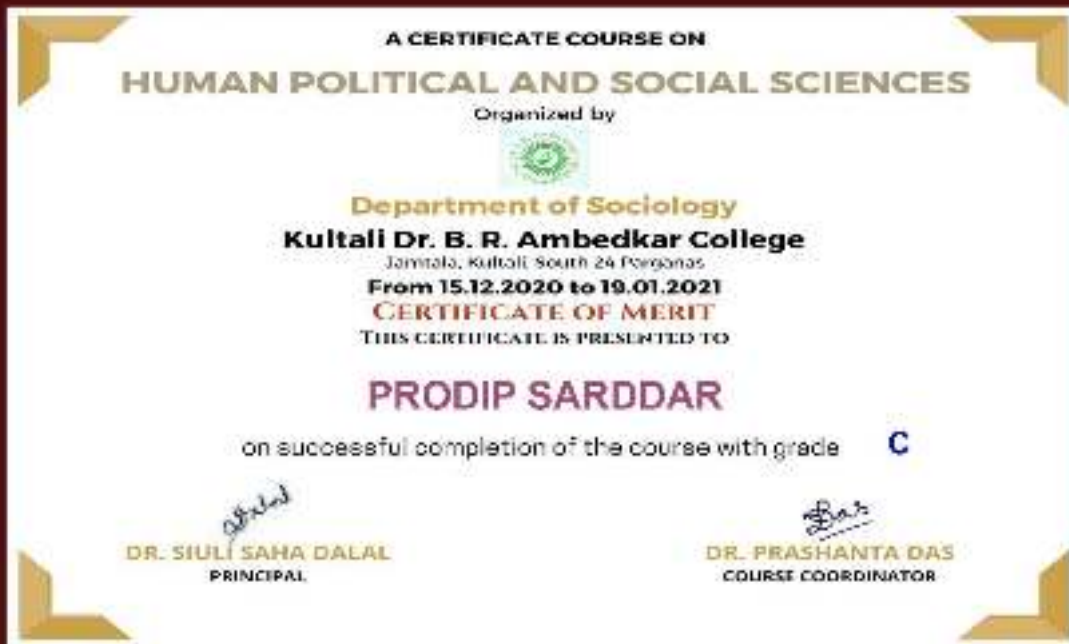 A CERTIFICATE COURSE ON
HUMAN POLITICAL AND SOCIAL SCIENCES
Organized by
Department of Sociology
Kultali Dr. B. R. Ambedkar College
Jamtala, Kultali South 24 Parganas
From 15.12.2020 to 19.01.2021
CERTIFICATE OF MERIT
THIS CERTIFICATE IS PRESENTED TO
PRODIP SARDDAR
on successful completion of the course with grade C
Das
DR. SIULI SAHA DALAL
DR. PRASHANTA DAS
PRINCIPAL
COURSE COORDINATOR